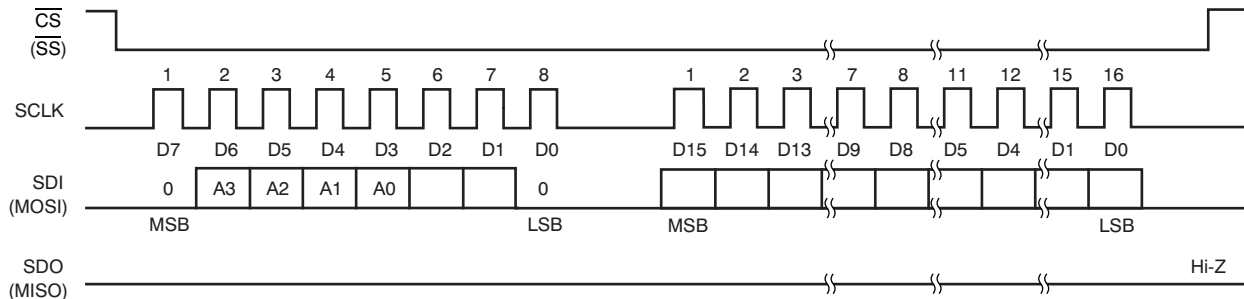 CS
(SS)
1 2 3 4 5 6 7 8 1 2 3 7 8 11 12 15 16
SCLK
D7 D6 D5 D4 D3 D2 D1 D0 D15 D14 D13 D9 D8 D5 D4 D1 D0
SDI
(MOSI)
0 A3 A2 A1 A0 0
MSB LSB MSB LSB
SDO
(MISO)
Hi-Z